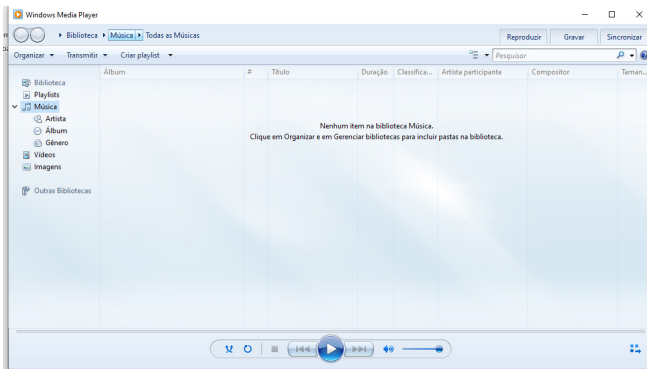 Windows Media Player
Biblioteca Música Todas as Músicas
Reproduzir Gravar Sincronizar
Organizar Transmitir Criar playlist
Pesquisar
Álbum # Título Duração Classifica... Artista participante Compositor Taman...
Biblioteca
Playlists
Música
Artista
Álbum
Gênero
Vídeos
Imagens
Outras Bibliotecas
Nenhum item na biblioteca Música.
Clique em Organizar e em Gerenciar bibliotecas para incluir pastas na biblioteca.